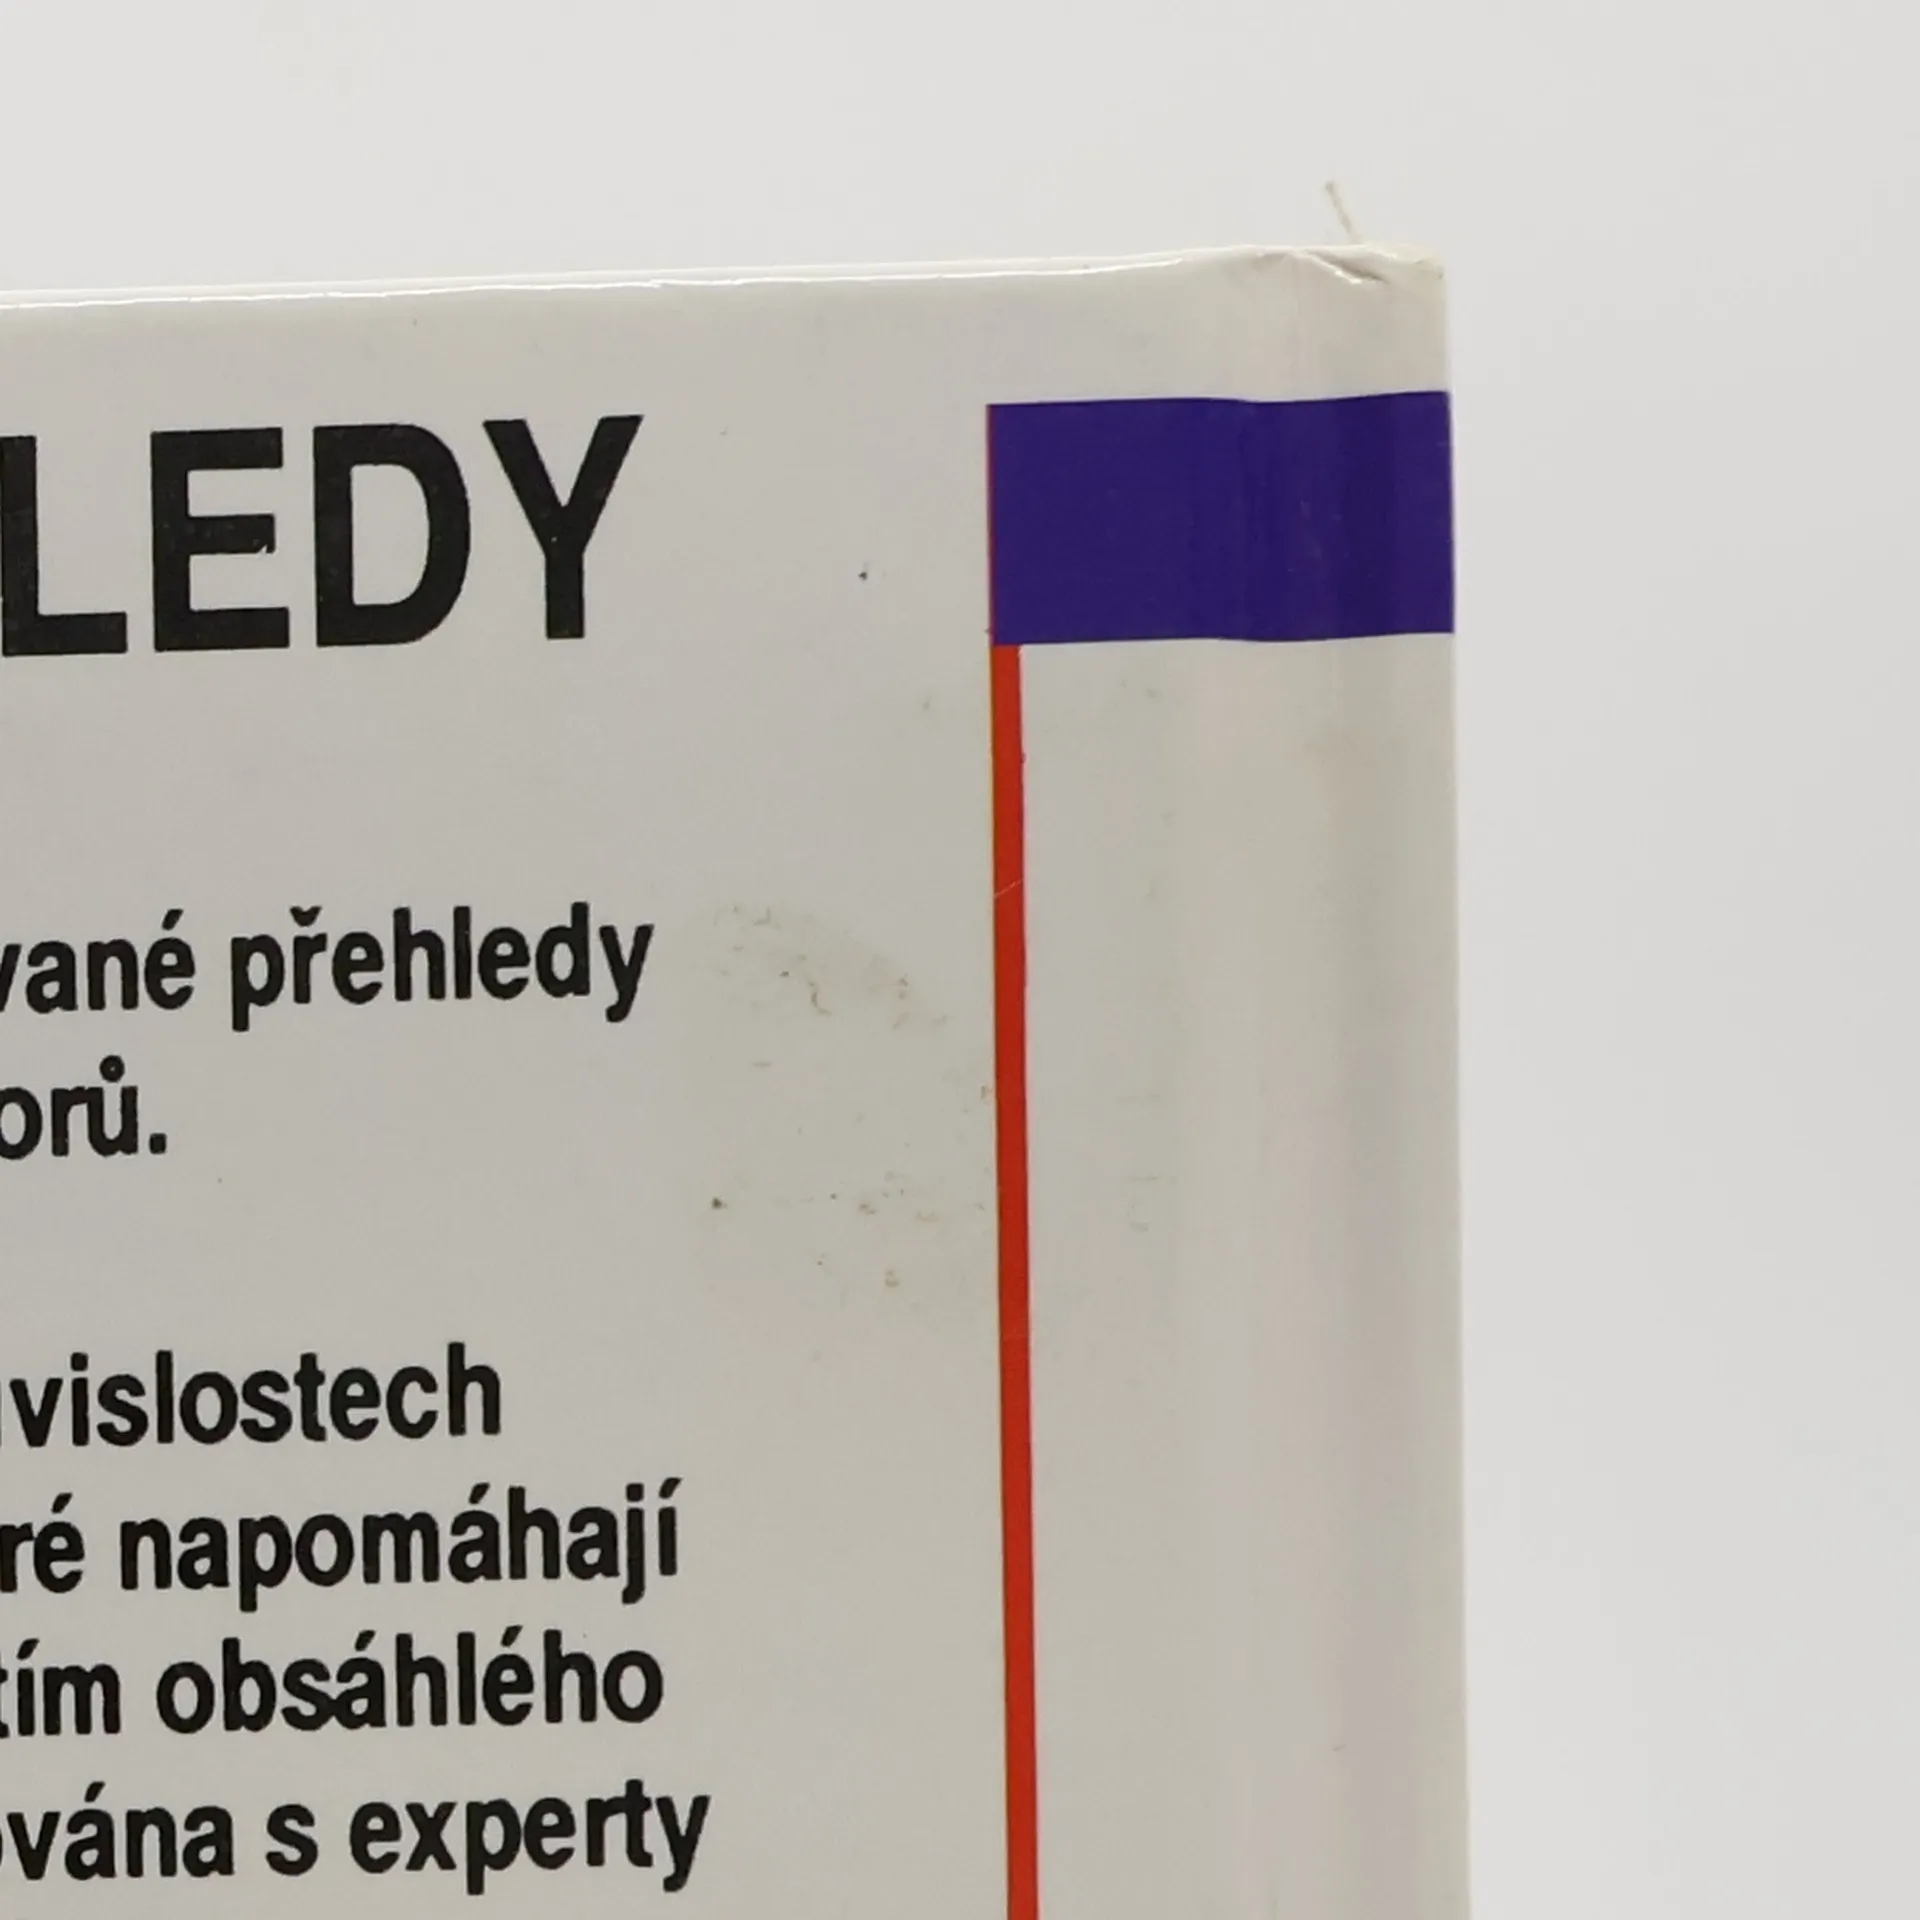 LEDY
vané přehledy
orů.
vislostech
ré napomáhají
tím obsáhlého
ována s experty